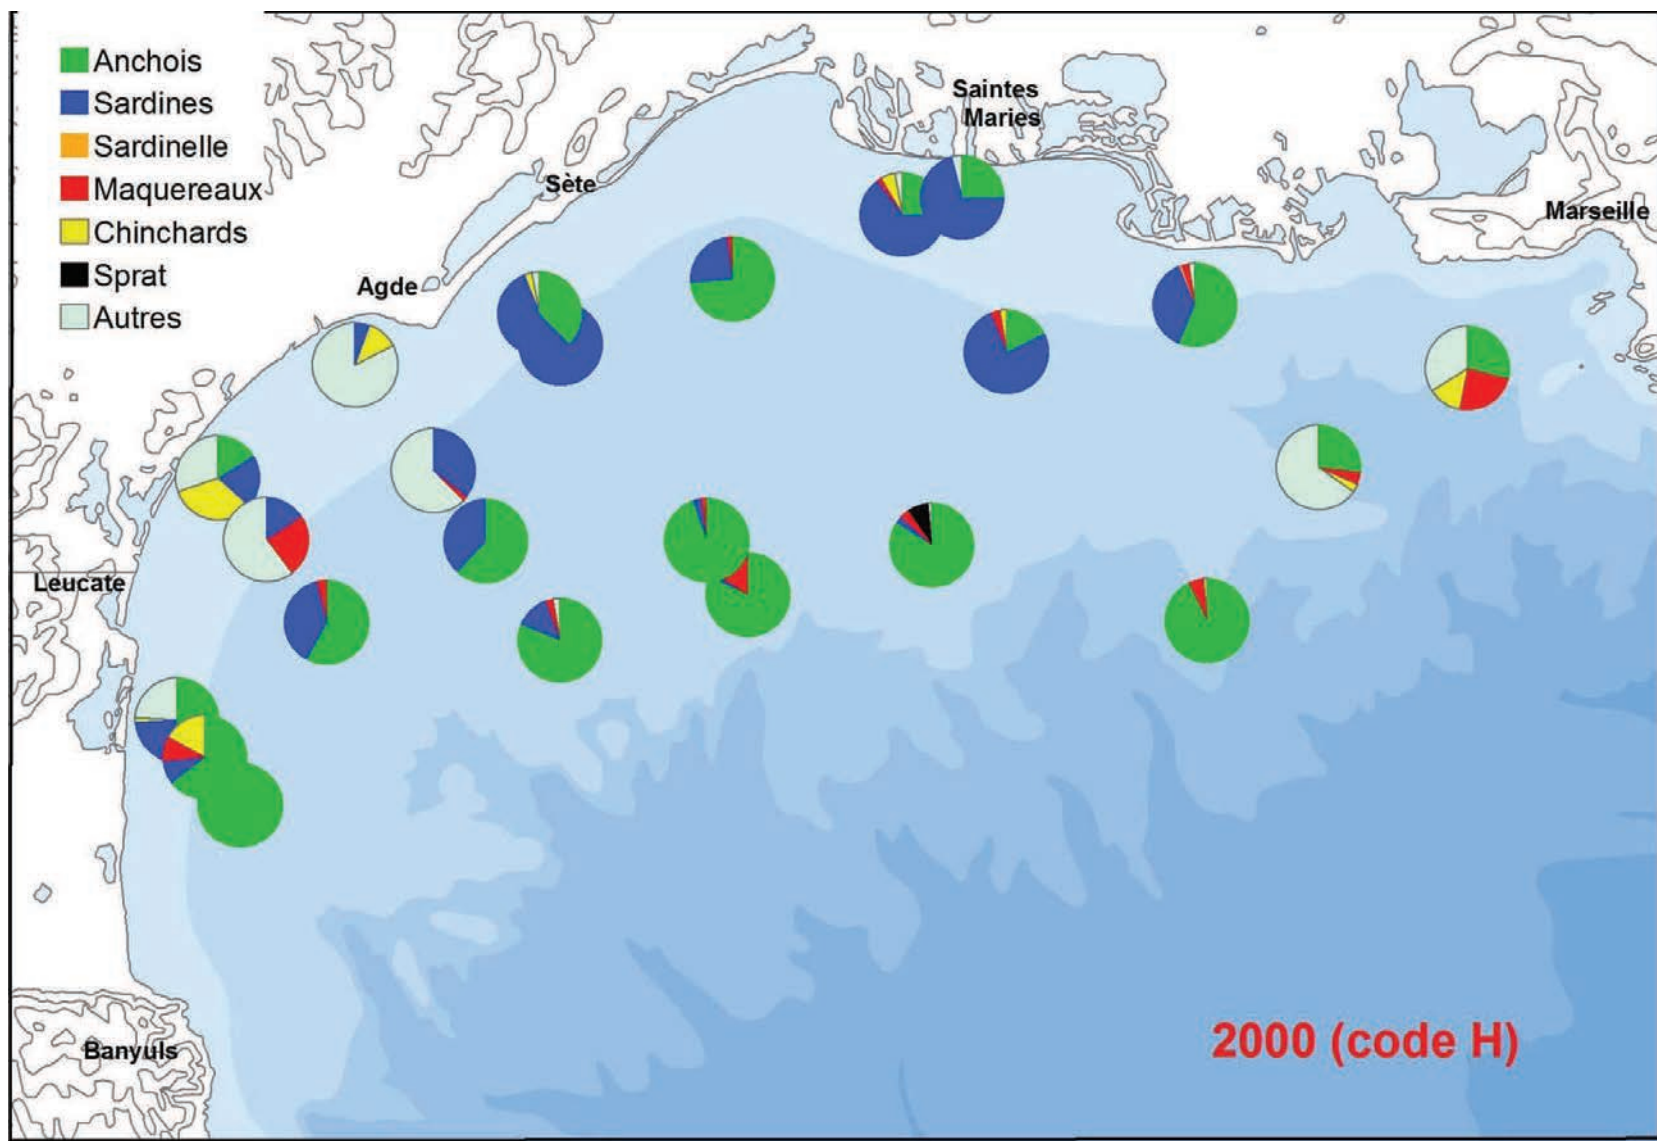 Anchois
Sardines
Sardinelle
Maquereaux
Chinchards
Sprat
Autres
Saintes
Maries
Sète
Marseille
Agde
Leucate
Banyuls
2000 (code H)